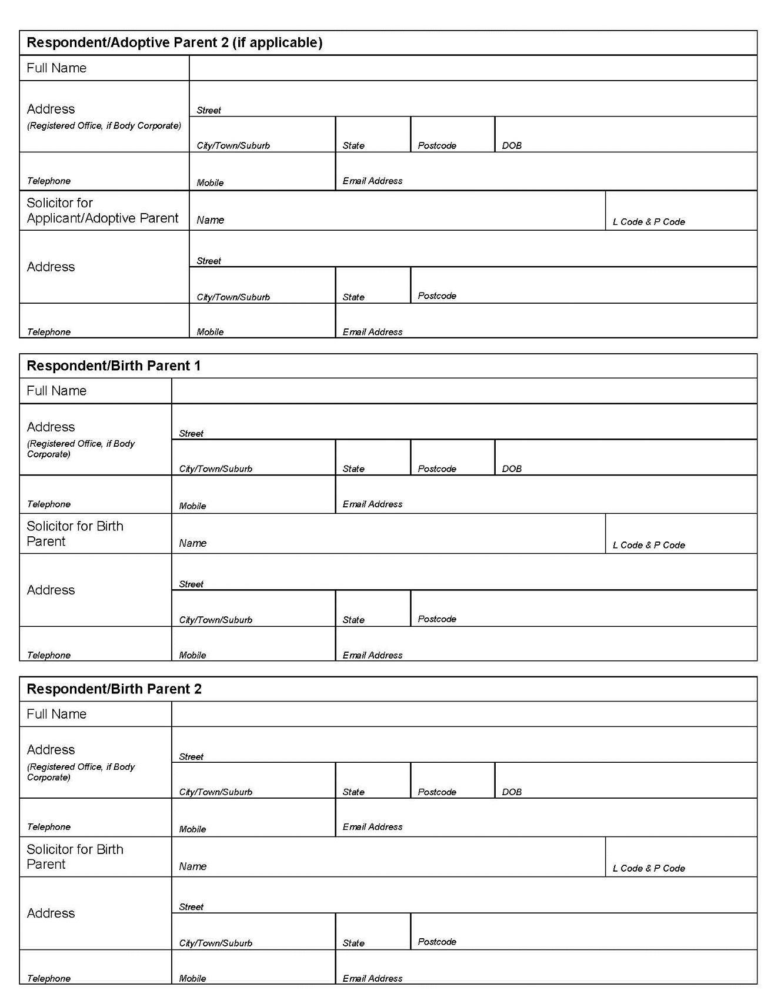 Respondent/Adoptive Parent 2 (if applicable)
Full Name
Address
(Registered Office, if Body Corporate)
Street
City/Town/Suburb State Postcode DOB
Telephone Mobile Email Address
Solicitor for
Applicant/Adoptive Parent
Name L Code & P Code
Address
Street
City/Town/Suburb State Postcode
Telephone Mobile Email Address
Respondent/Birth Parent 1
Full Name
Address
(Registered Office, if Body
Corporate)
Street
City/Town/Suburb State Postcode DOB
Telephone Mobile Email Address
Solicitor for Birth
Parent
Name L Code & P Code
Address
Street
City/Town/Suburb State Postcode
Telephone Mobile Email Address
Respondent/Birth Parent 2
Full Name
Address
(Registered Office, if Body
Corporate)
Street
City/Town/Suburb State Postcode DOB
Telephone Mobile Email Address
Solicitor for Birth
Parent
Name L Code & P Code
Address
Street
City/Town/Suburb State Postcode
Telephone Mobile Email Address